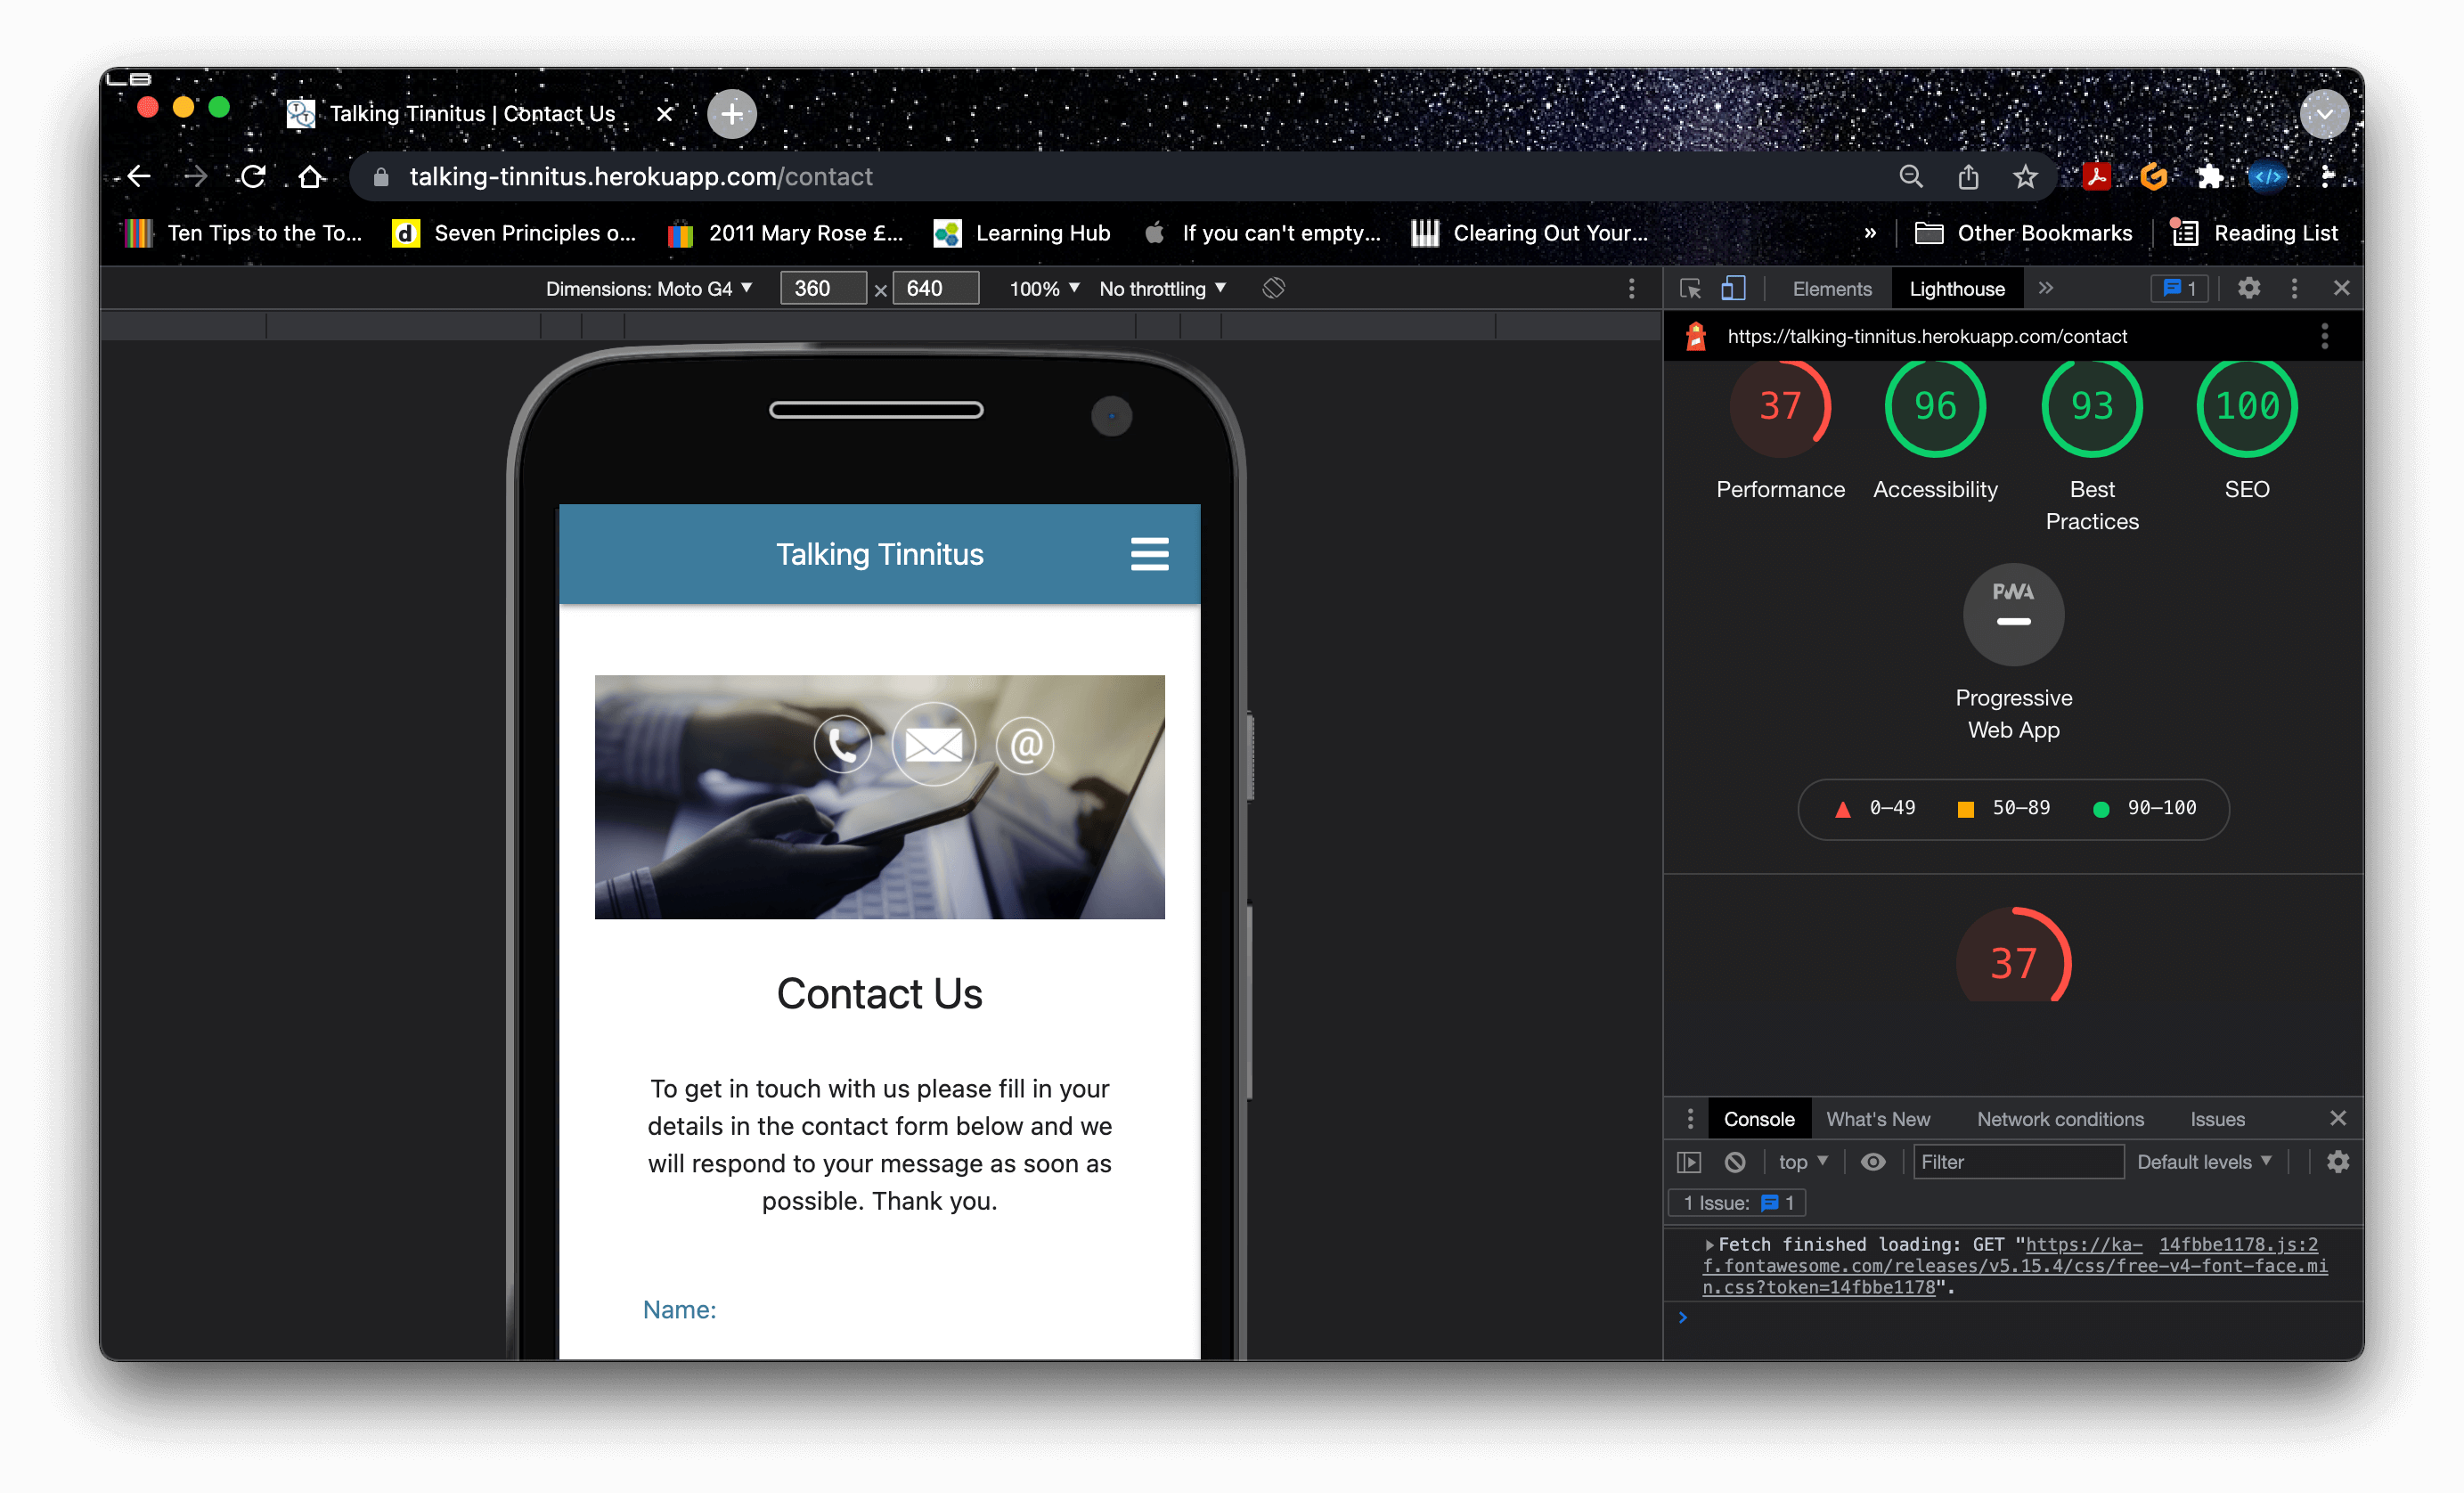 Talking Tinnitus | Contact Us
talking-tinnitus.herokuapp.com/contact
Ten Tips to the To... Seven Principles o... 2011 Mary Rose £... Learning Hub If you can't empty... Clearing Out Your... » Other Bookmarks Reading List
Dimensions: Moto G4 360 × 640 100% No throttling
Elements Lighthouse » 1
https://talking-tinnitus.herokuapp.com/contact
37 96 93 100
Performance Accessibility Best Practices SEO
PWA
Progressive
Web App
0–49 50–89 90–100
37
Talking Tinnitus
@
Contact Us
To get in touch with us please fill in your
details in the contact form below and we
will respond to your message as soon as
possible. Thank you.
Name:
Console What's New Network conditions Issues
top Filter Default levels
1 Issue: 1
Fetch finished loading: GET "https://ka- 14fbbe1178.js:2
f.fontawesome.com/releases/v5.15.4/css/free-v4-font-face.mi
n.css?token=14fbbe1178".